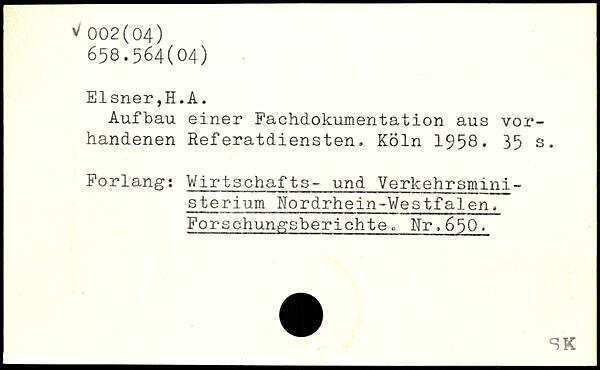 √ 002(04)
658.564(04)
Elsner,H.A.
Aufbau einer Fachdokumentation aus vor-
handenen Referatdiensten. Köln 1958. 35 s.
Forlang: Wirtschafts- und Verkehrsmini-
sterium Nordrhein-Westfalen.
Forschungsberichte. Nr.650.
SK